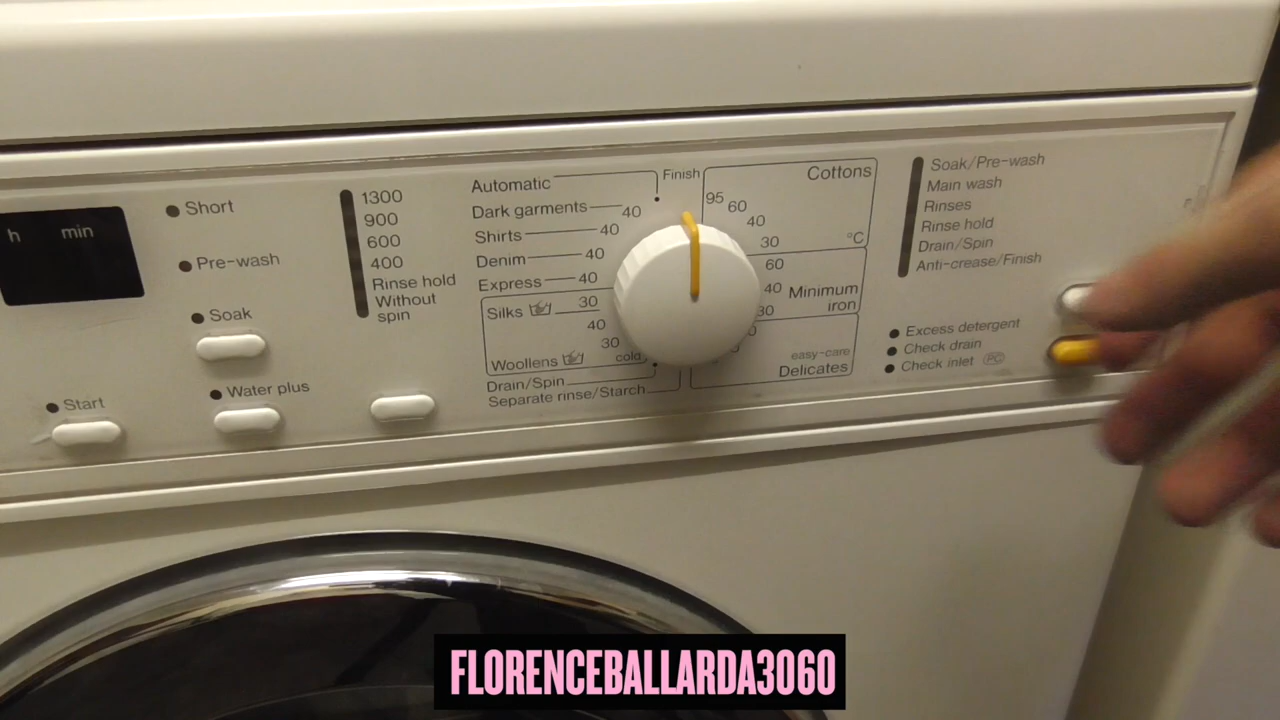 h min
Short
Pre-wash
Soak
Water plus
Start
1300
900
600
400
Rinse hold
Without
spin
Automatic
Dark garments 40
Shirts 40
Denim 40
Express 40
Silks 30
40
30
Woollens cold
Drain/Spin
Separate rinse/Starch
Finish
Cottons
95
60
40
30 °C
60
40 Minimum
30 iron
easy-care
Delicates
Soak/Pre-wash
Main wash
Rinses
Rinse hold
Drain/Spin
Anti-crease/Finish
Excess detergent
Check drain
Check inlet PC
FLORENCEBALLARDA3060